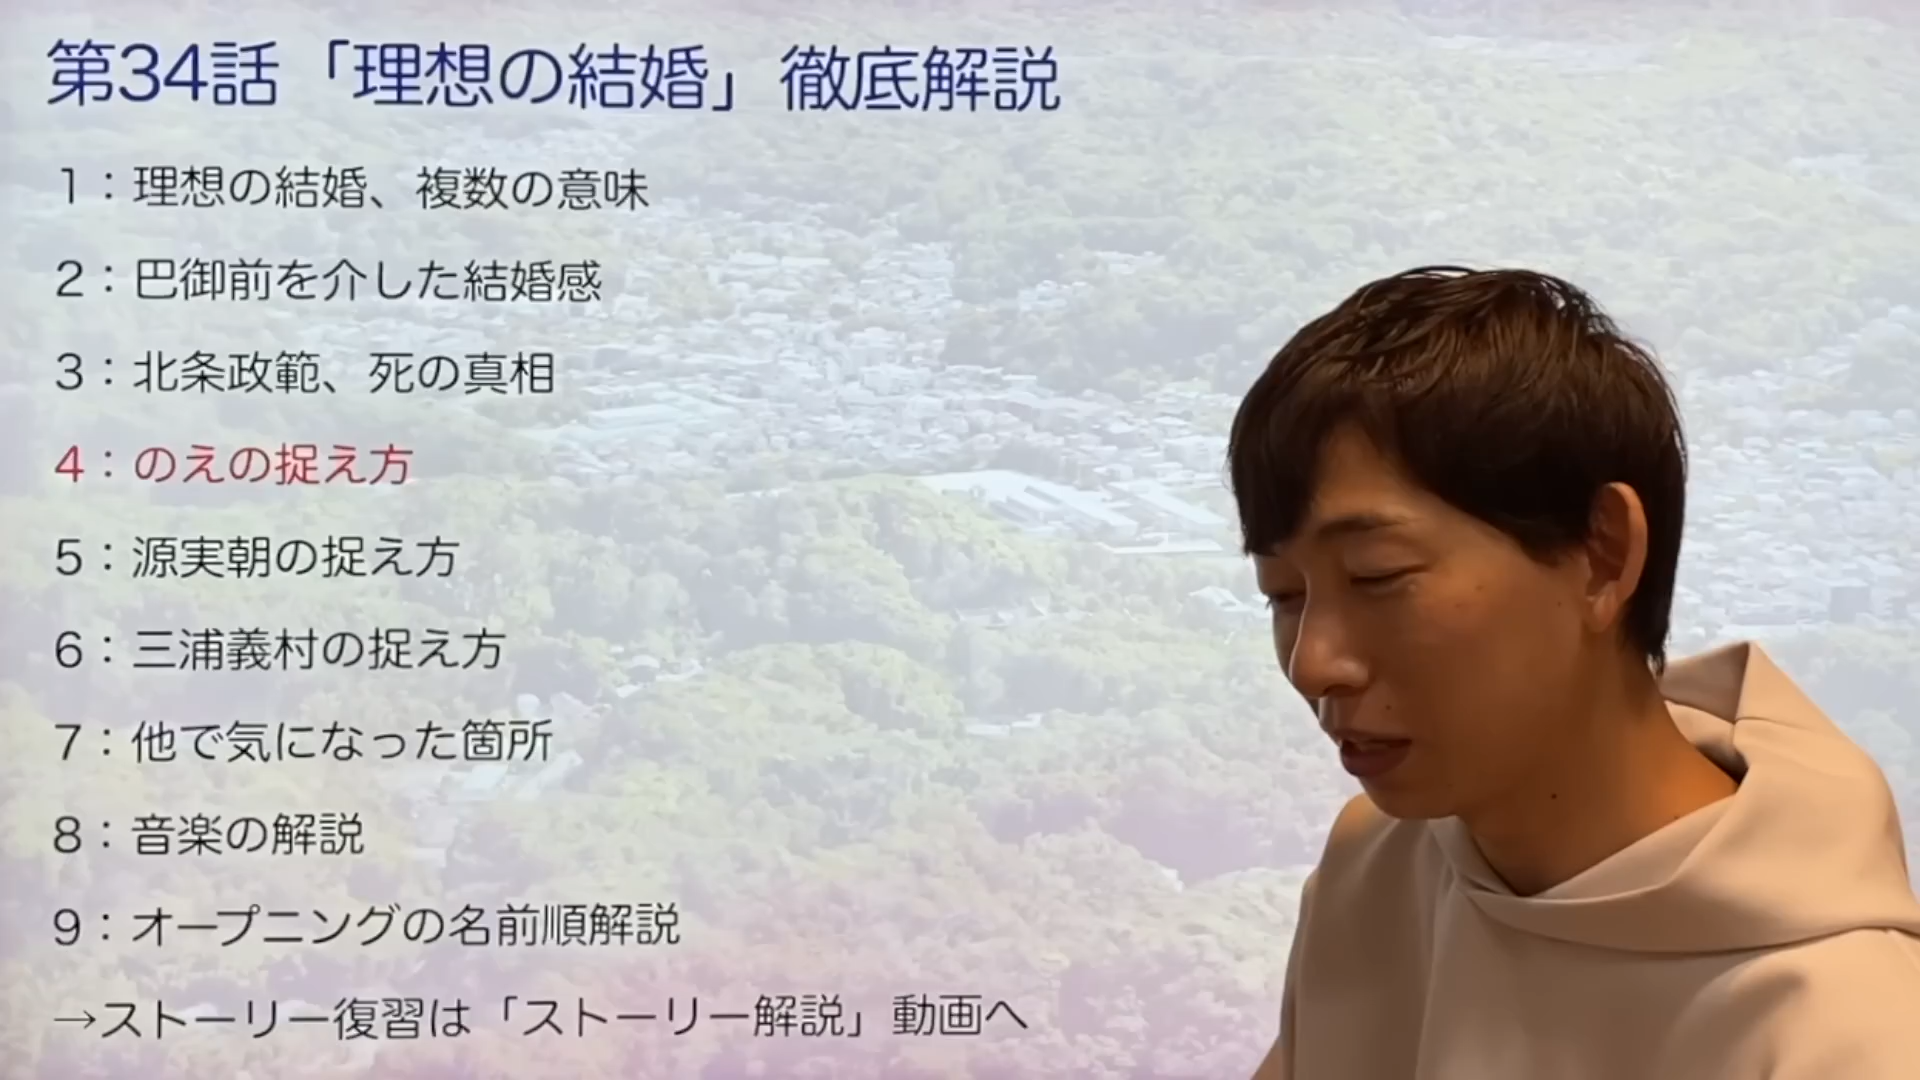 第34話「理想の結婚」徹底解説
1：理想の結婚、複数の意味
2：巴御前を介した結婚感
3：北条政範、死の真相
4：のえの捉え方
5：源実朝の捉え方
6：三浦義村の捉え方
7：他で気になった箇所
8：音楽の解説
9：オープニングの名前順解説
→ストーリー復習は「ストーリー解説」動画へ